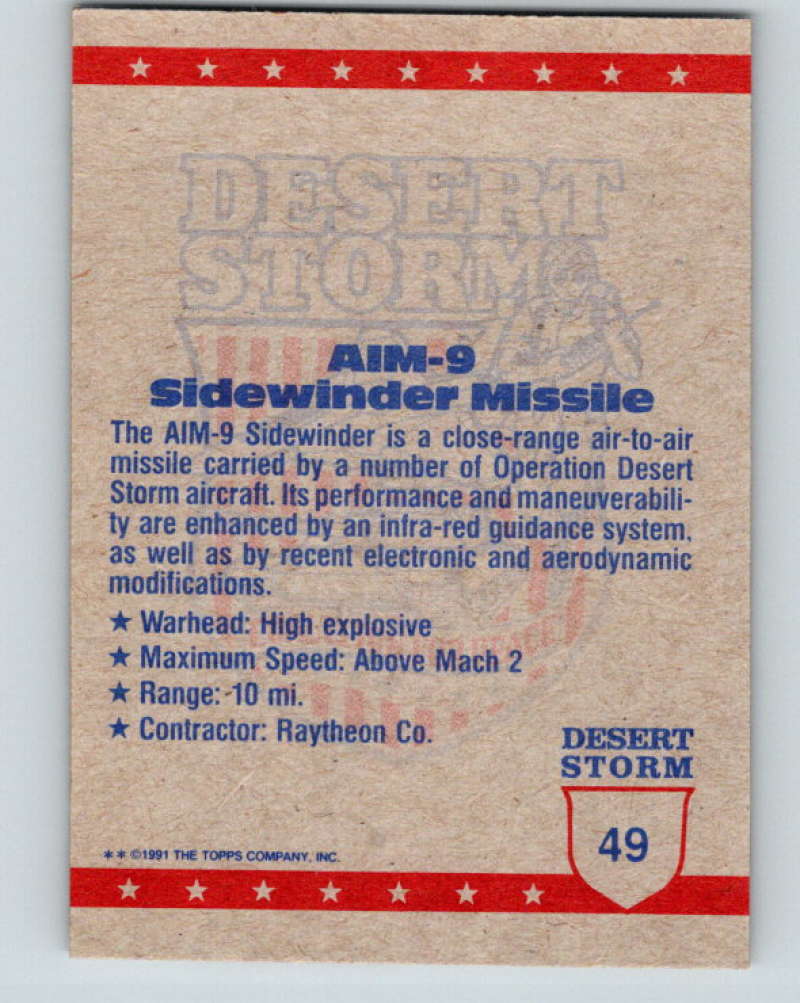 DESERT
STORM
AIM-9
Sidewinder Missile
The AIM-9 Sidewinder is a close-range air-to-air
missile carried by a number of Operation Desert
Storm aircraft. Its performance and maneuverabili-
ty are enhanced by an infra-red guidance system,
as well as by recent electronic and aerodynamic
modifications.
★ Warhead: High explosive
★ Maximum Speed: Above Mach 2
★ Range: 10 mi.
★ Contractor: Raytheon Co.
DESERT
STORM
49
** ©1991 THE TOPPS COMPANY, INC.